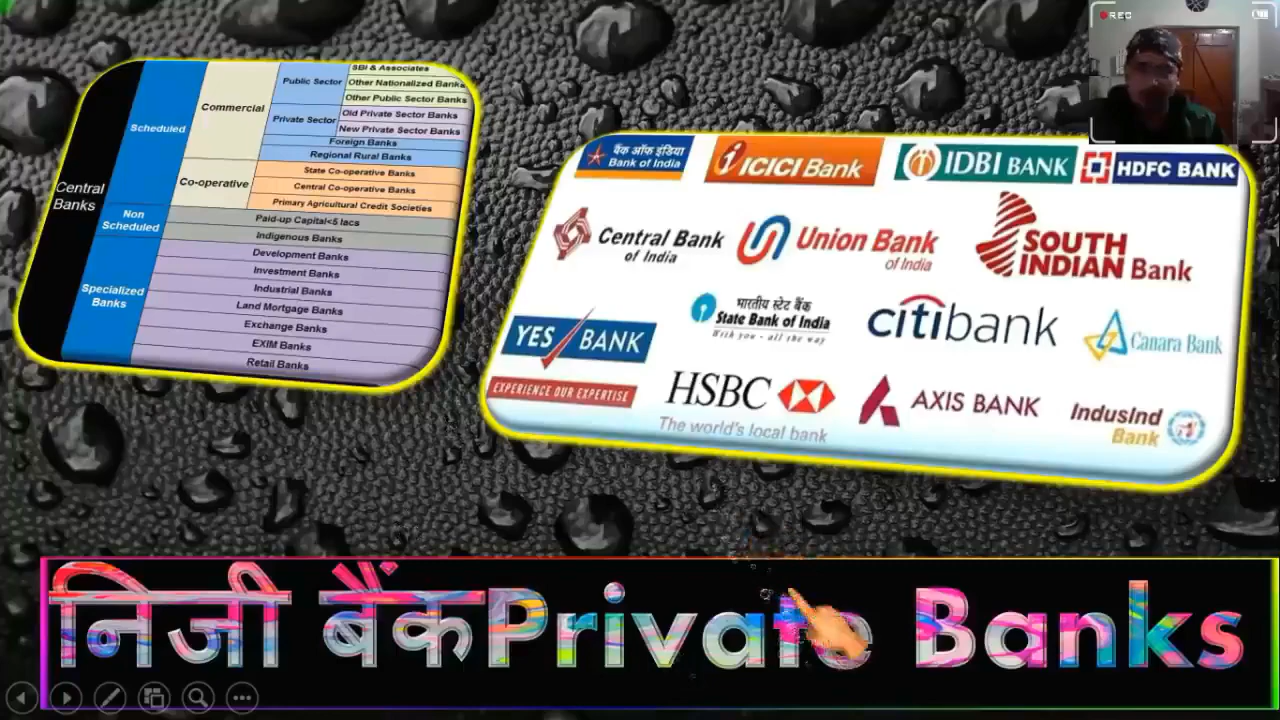 REC
SBI & Associates
Public Sector
Other Nationalized Banks
Other Public Sector Banks
Commercial
Old Private Sector Banks
Private Sector
New Private Sector Banks
Scheduled
Foreign Banks
Regional Rural Banks
State Co-operative Banks
Co-operative
Central Co-operative Banks
Primary Agricultural Credit Societies
Central
Banks
Non
Scheduled
Paid-up Capital<5 lacs
Indigenous Banks
Development Banks
Investment Banks
Specialized
Banks
Industrial Banks
Land Mortgage Banks
Exchange Banks
EXIM Banks
Retail Banks
बैंक ऑफ इंडिया
Bank of India
ICICI Bank
IDBI BANK
HDFC BANK
Central Bank
of India
Union Bank
of India
SOUTH
INDIAN Bank
YES BANK
EXPERIENCE OUR EXPERTISE
भारतीय स्टेट बैंक
State Bank of India
With you - all the way
citibank
Canara Bank
HSBC
The world's local bank
AXIS BANK
IndusInd
Bank
निजी बैंक Private Banks